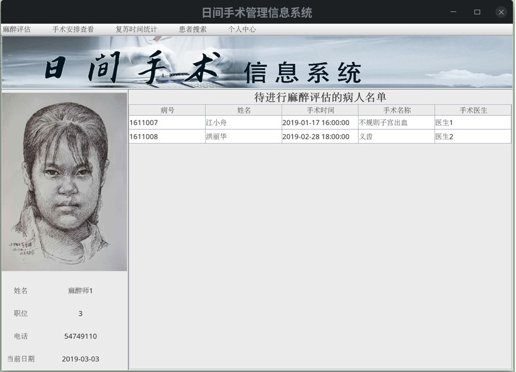 日间手术管理信息系统
麻醉评估 手术安排查看 复苏时间统计 患者搜索 个人中心
日间手术 信息系统
待进行麻醉评估的病人名单
病号 姓名 手术时间 手术名称 手术医生
1611007 江小舟 2019-01-17 16:00:00 不规则子宫出血 医生1
1611008 洪丽华 2019-02-28 18:00:00 义齿 医生2
姓名 麻醉师1
职位 3
电话 54749110
当前日期 2019-03-03